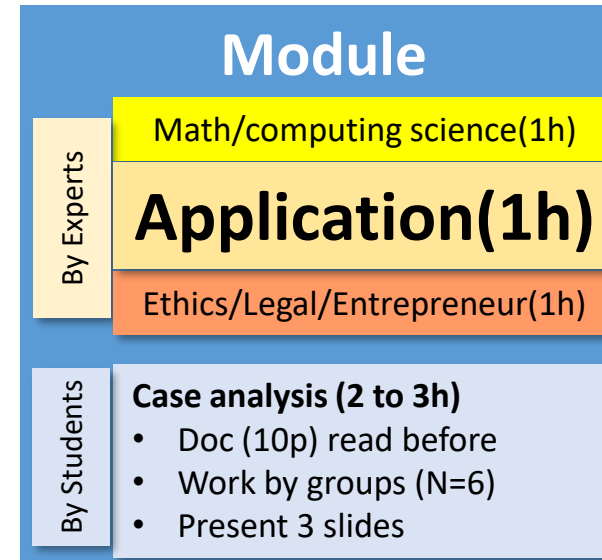 Module
By Experts
Math/computing science(1h)
Application(1h)
Ethics/Legal/Entrepreneur(1h)
By Students
Case analysis (2 to 3h)
• Doc (10p) read before
• Work by groups (N=6)
• Present 3 slides